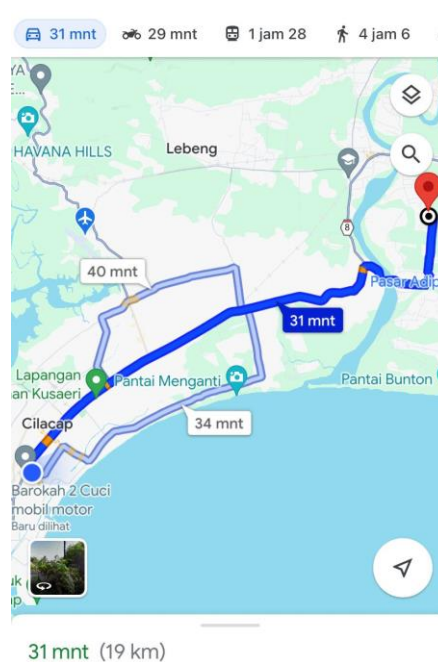 31 mnt
29 mnt
1 jam 28
4 jam 6
HAVANA HILLS
Lebeng
8
40 mnt
Pasar Adip
31 mnt
Lapangan
an Kusaeri
Pantai Menganti
Pantai Bunton
Cilacap
34 mnt
Barokah 2 Cuci
mobil motor
Baru dilihat
31 mnt (19 km)